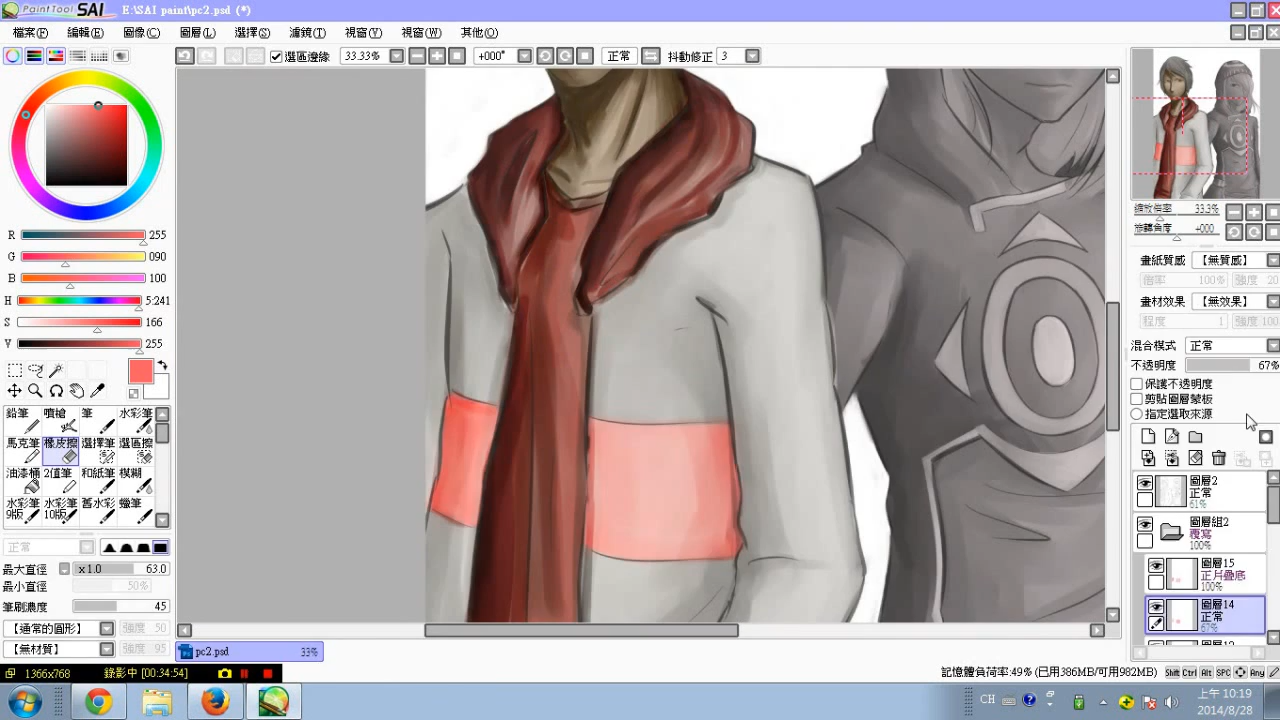 PaintTool SAI E:\SAI paint\pc2.psd (*)
檔案(F) 編輯(E) 圖像(C) 圖層(L) 選擇(S) 濾鏡(T) 視窗(V) 視窗(W) 其他(O)
選區邊緣 33.33% +000° 正常 抖動修正 3
R 255
G 090
B 100
H 5:241
S 166
V 255
鉛筆 噴槍 筆 水彩筆
馬克筆 橡皮擦 選擇筆 選區擦
油漆桶 2值筆 和紙筆 模糊
水彩筆 水彩筆 舊水彩 蠟筆
9版 10版
正常
最大直徑 x1.0 63.0
最小直徑 50%
筆刷濃度 45
【通常的圓形】 強度 50
【無材質】 強度 95
縮放倍率 33.3%
旋轉角度 +000
畫紙質感 【無質感】
倍率 100% 強度 20
畫材效果 【無效果】
程度 1 強度 100
混合模式 正常
不透明度 67%
保護不透明度
剪貼圖層蒙板
指定選取來源
圖層2
正常
61%
圖層組2
覆寫
100%
圖層15
正片疊底
100%
圖層14
正常
67%
pc2.psd 33%
1366x768 錄影中 [00:34:54]
記憶體負荷率:49% (已用386MB/可用982MB) Shift Ctrl Alt SPC Any
CH
上午 10:19
2014/8/28